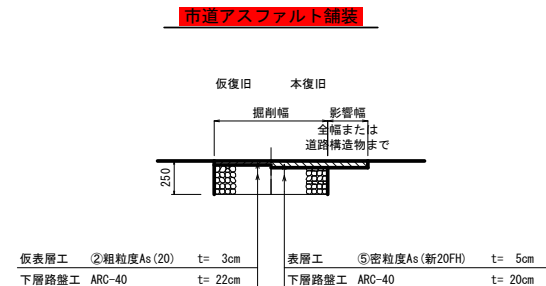 市道アスファルト舗装
仮復旧 本復旧
掘削幅 影響幅
全幅または
道路構造物まで
250
仮表層工 ②粗粒度As(20) t= 3cm
下層路盤工 ARC-40 t= 22cm
表層工 ⑤密粒度As(新20FH) t= 5cm
下層路盤工 ARC-40 t= 20cm